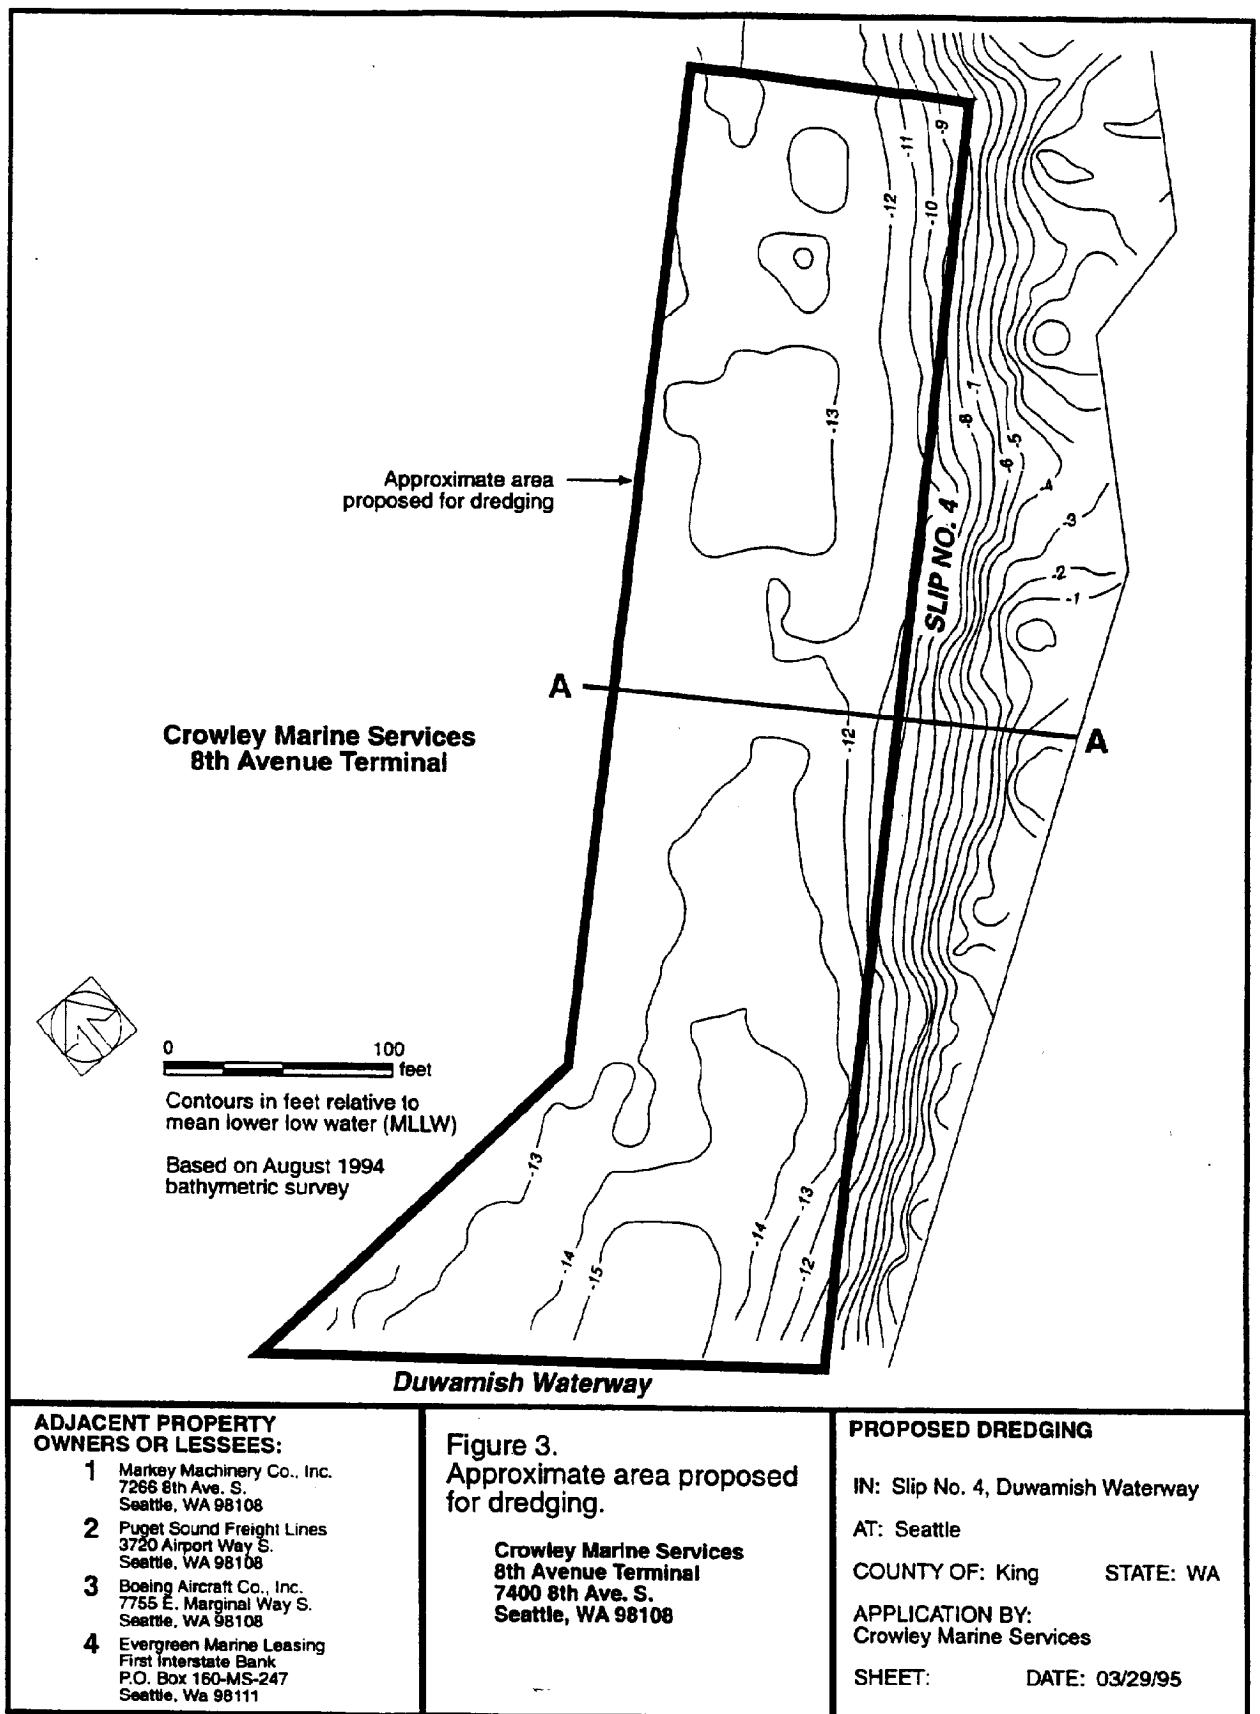 -9
-11
-12
-10
-13
-7
-8
-5
-6
-4
-3
-2
-1
Approximate area
proposed for dredging
SLIP NO. 4
A
A
Crowley Marine Services
8th Avenue Terminal
-12
0 100
feet
Contours in feet relative to
mean lower low water (MLLW)
Based on August 1994
bathymetric survey
-13
-14
-15
-14
-13
-12
Duwamish Waterway
ADJACENT PROPERTY
OWNERS OR LESSEES:
1 Markey Machinery Co., Inc.
7266 8th Ave. S.
Seattle, WA 98108
2 Puget Sound Freight Lines
3720 Airport Way S.
Seattle, WA 98108
3 Boeing Aircraft Co., Inc.
7755 E. Marginal Way S.
Seattle, WA 98108
4 Evergreen Marine Leasing
First Interstate Bank
P.O. Box 160-MS-247
Seattle, Wa 98111
Figure 3.
Approximate area proposed
for dredging.
Crowley Marine Services
8th Avenue Terminal
7400 8th Ave. S.
Seattle, WA 98108
PROPOSED DREDGING
IN: Slip No. 4, Duwamish Waterway
AT: Seattle
COUNTY OF: King STATE: WA
APPLICATION BY:
Crowley Marine Services
SHEET: DATE: 03/29/95